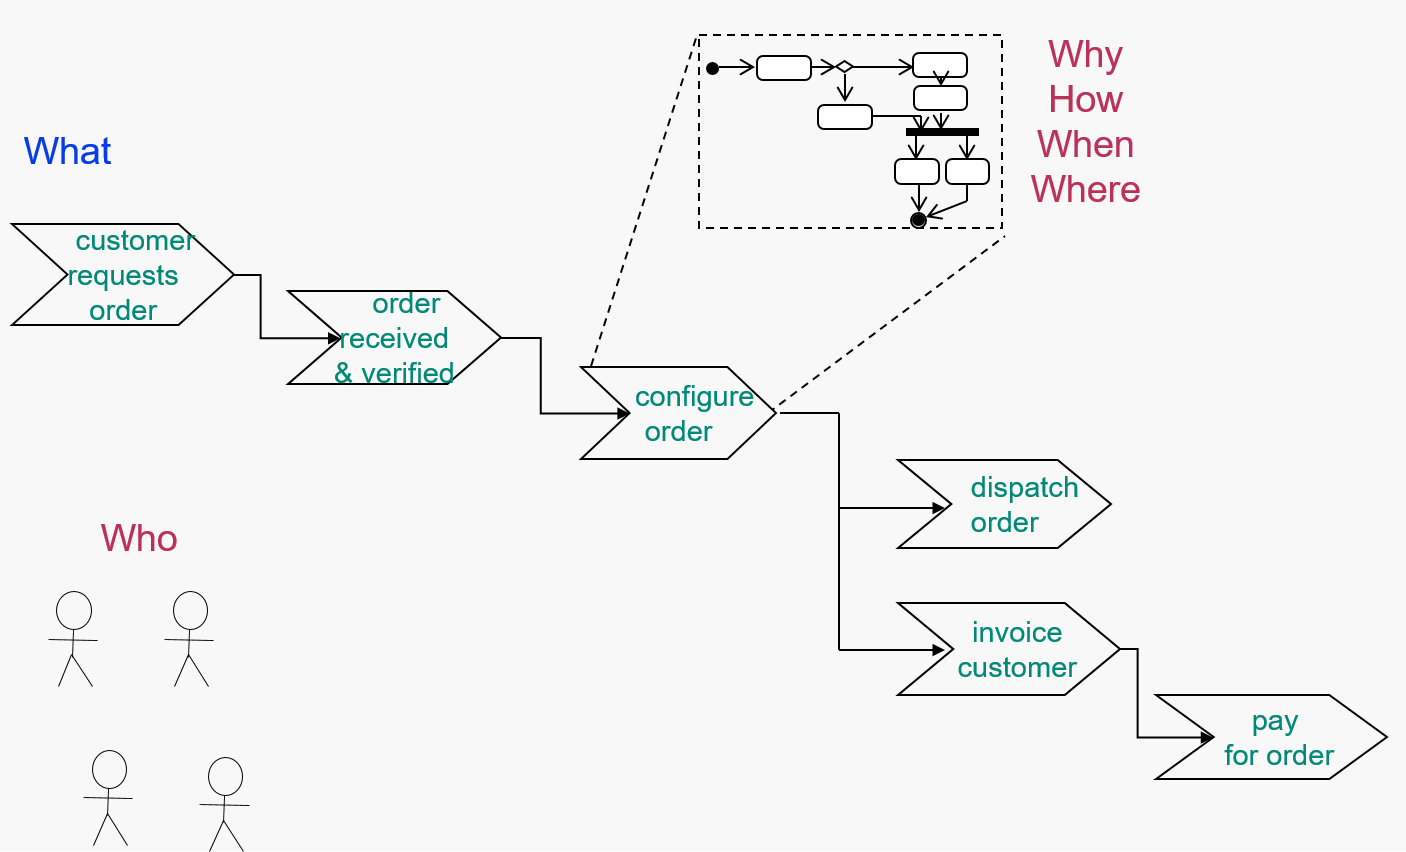 Why
How
When
Where
What
customer
requests
order
order
received
& verified
configure
order
dispatch
order
Who
invoice
customer
pay
for order